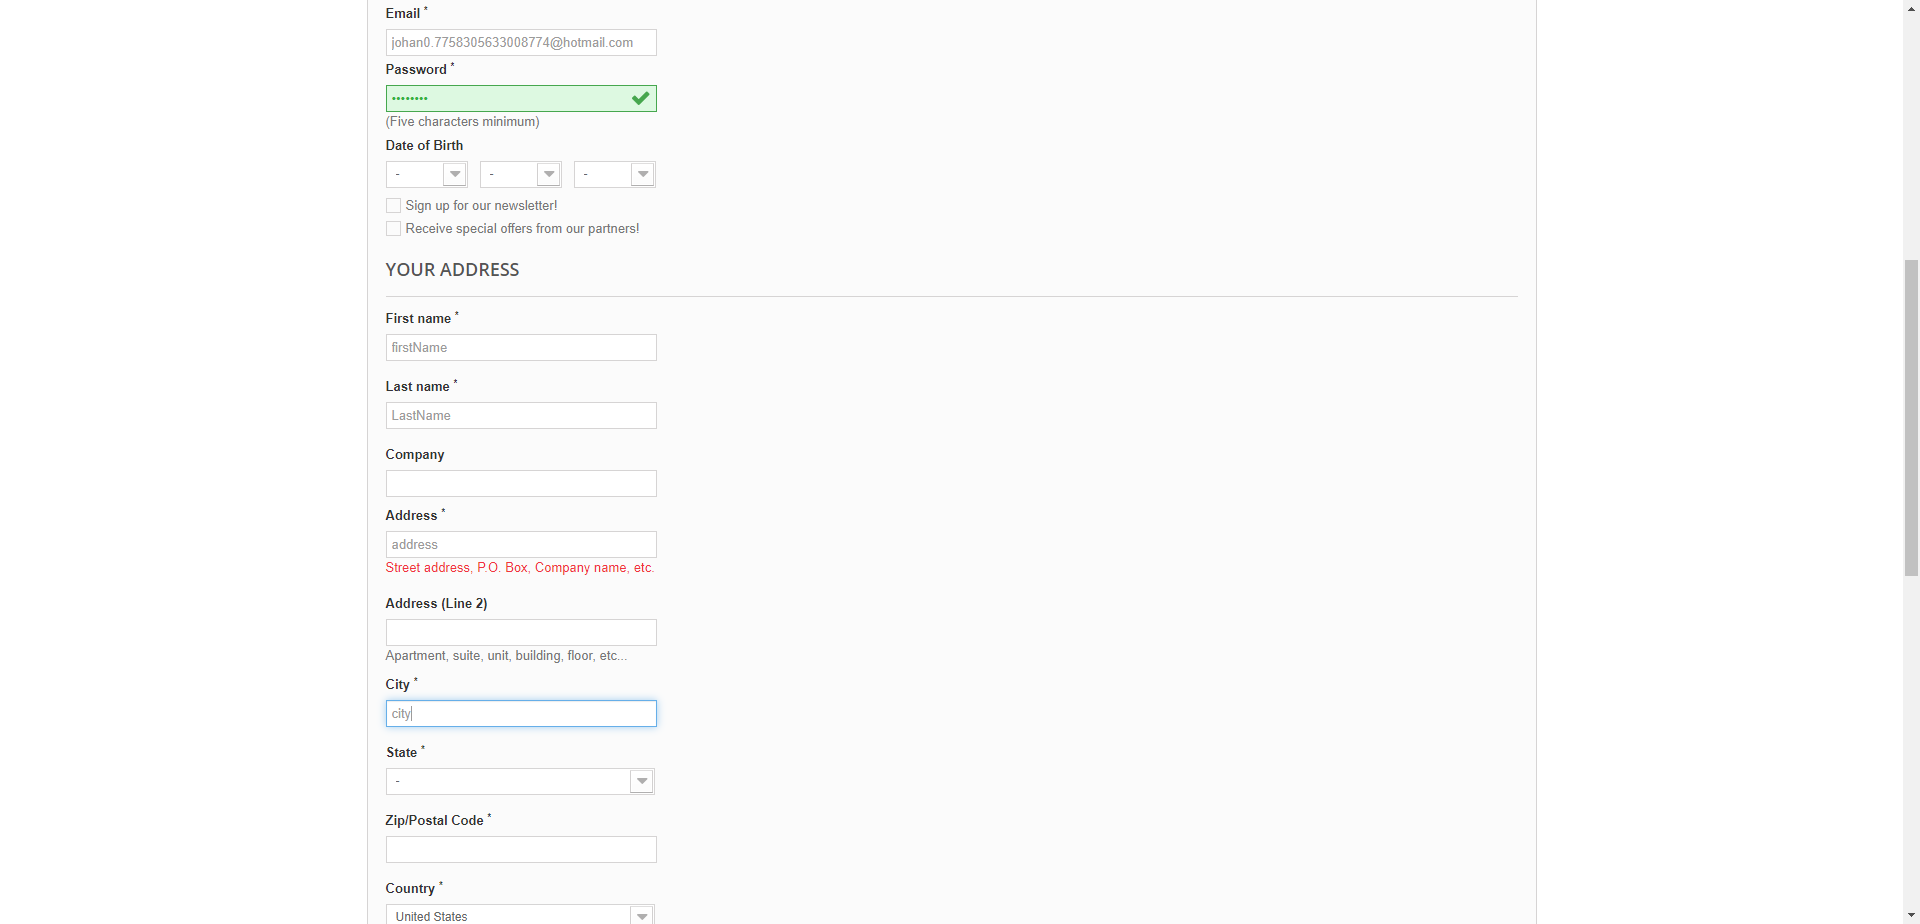 Email *
johan0.7758305633008774@hotmail.com
Password *
••••••••
(Five characters minimum)
Date of Birth
- - -
Sign up for our newsletter!
Receive special offers from our partners!
YOUR ADDRESS
First name *
firstName
Last name *
LastName
Company
Address *
address
Street address, P.O. Box, Company name, etc.
Address (Line 2)
Apartment, suite, unit, building, floor, etc...
City *
city
State *
-
Zip/Postal Code *
Country *
United States